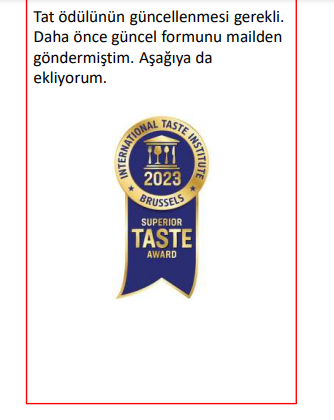 Tat ödülünün güncellenmesi gerekli.
Daha önce güncel formunu mailden
göndermiştim. Aşağıya da
ekliyorum.
INTERNATIONAL TASTE INSTITUTE
2023
BRUSSELS
SUPERIOR
TASTE
AWARD